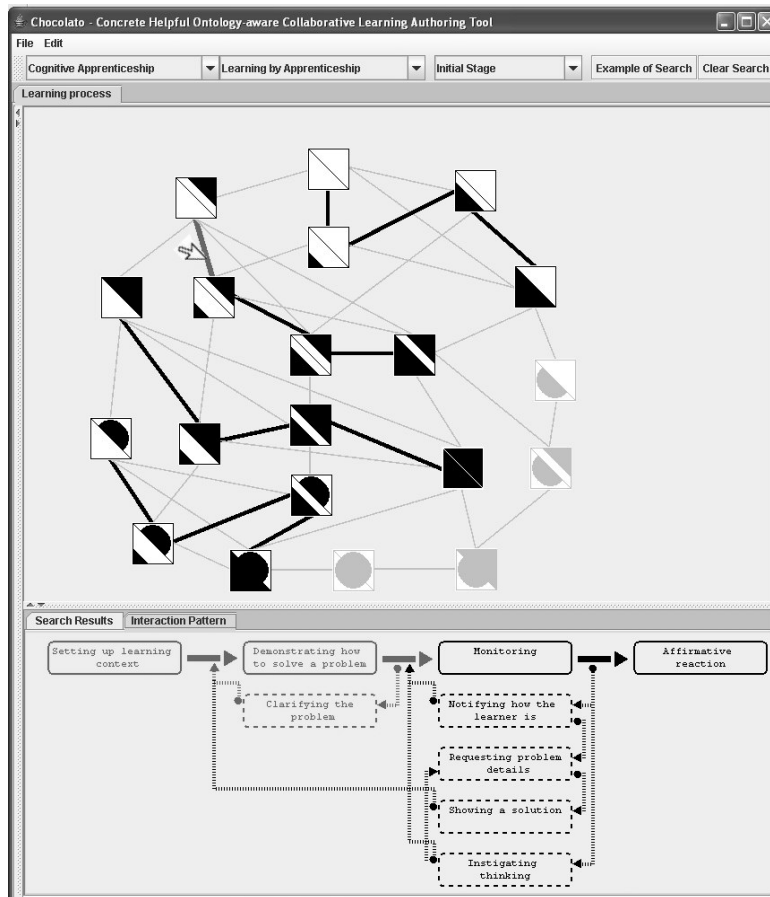 Chocolato - Concrete Helpful Ontology-aware Collaborative Learning Authoring Tool
File Edit
Cognitive Apprenticeship Learning by Apprenticeship Initial Stage Example of Search Clear Search
Learning process
Search Results Interaction Pattern
Setting up learning
context
Demonstrating how
to solve a problem
Monitoring
Affirmative
reaction
Clarifying the
problem
Notifying how the
learner is
Requesting problem
details
Showing a solution
Instigating
thinking